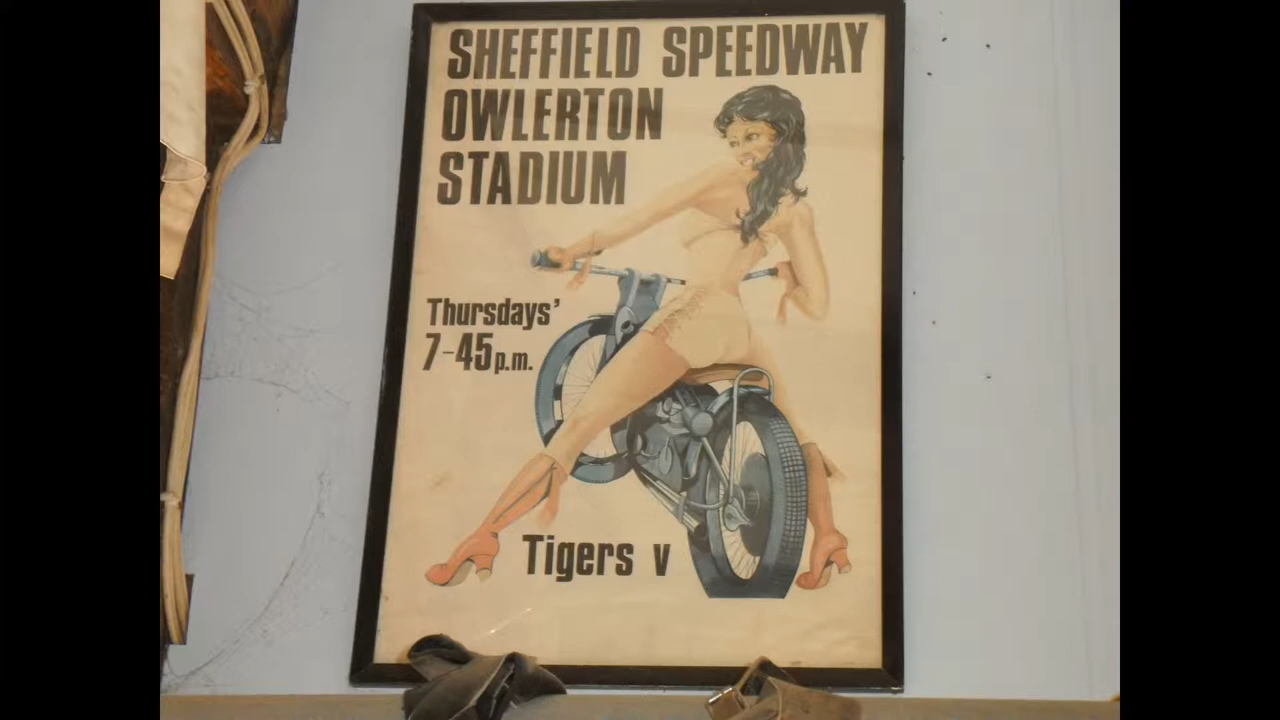 SHEFFIELD SPEEDWAY
OWLERTON
STADIUM
Thursdays'
7-45p.m.
Tigers v